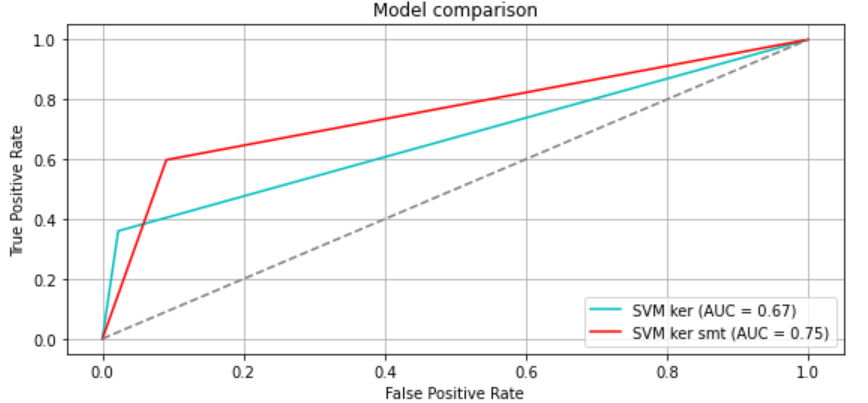 Model comparison
True Positive Rate
1.0
0.8
0.6
0.4
0.2
0.0
SVM ker (AUC = 0.67)
SVM ker smt (AUC = 0.75)
0.0 0.2 0.4 0.6 0.8 1.0
False Positive Rate